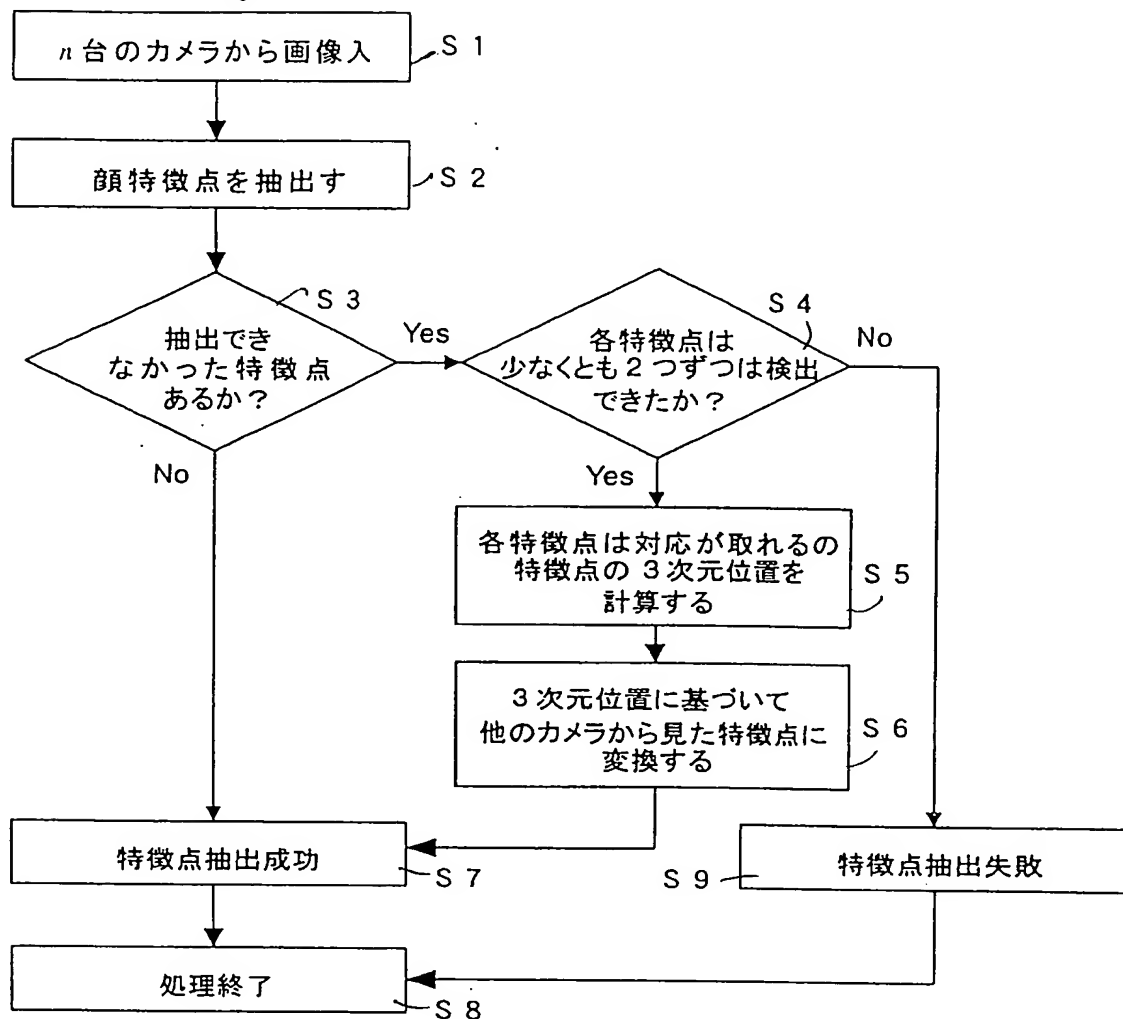 n台のカメラから画像入
S1
顔特徴点を抽出す
S2
抽出でき
なかった特徴点
あるか？
S3
Yes
No
各特徴点は
少なくとも２つずつは検出
できたか？
S4
No
Yes
各特徴点は対応が取れるの
特徴点の３次元位置を
計算する
S5
３次元位置に基づいて
他のカメラから見た特徴点に
変換する
S6
特徴点抽出成功
S7
特徴点抽出失敗
S9
処理終了
S8